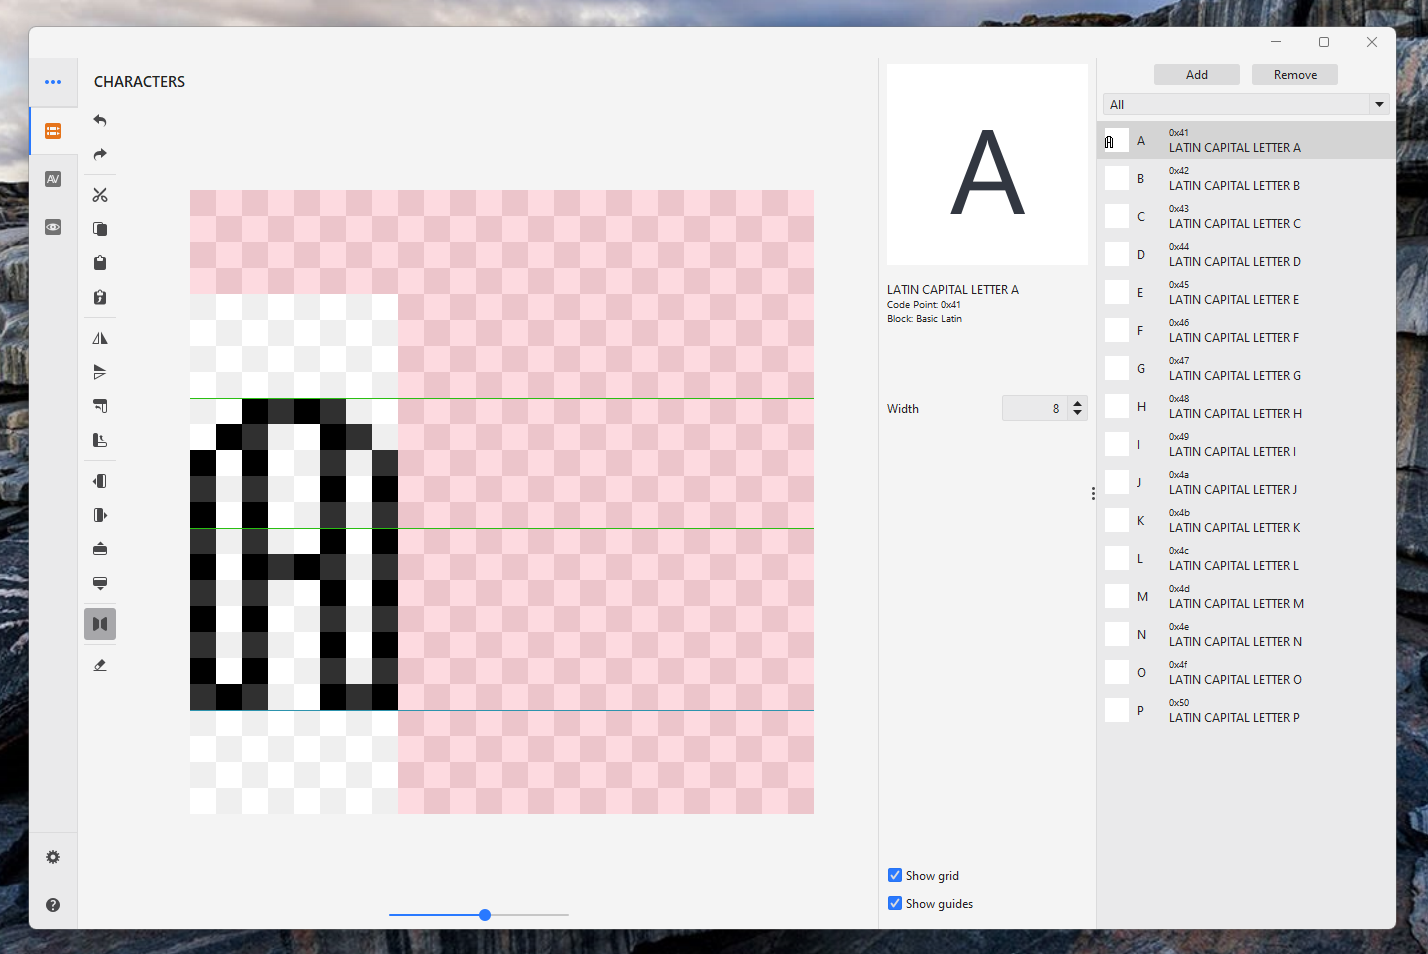 CHARACTERS
AV
A
LATIN CAPITAL LETTER A
Code Point: 0x41
Block: Basic Latin
Width
8
Show grid
Show guides
Add
Remove
All
A
A
0x41
LATIN CAPITAL LETTER A
B
0x42
LATIN CAPITAL LETTER B
C
0x43
LATIN CAPITAL LETTER C
D
0x44
LATIN CAPITAL LETTER D
E
0x45
LATIN CAPITAL LETTER E
F
0x46
LATIN CAPITAL LETTER F
G
0x47
LATIN CAPITAL LETTER G
H
0x48
LATIN CAPITAL LETTER H
I
0x49
LATIN CAPITAL LETTER I
J
0x4a
LATIN CAPITAL LETTER J
K
0x4b
LATIN CAPITAL LETTER K
L
0x4c
LATIN CAPITAL LETTER L
M
0x4d
LATIN CAPITAL LETTER M
N
0x4e
LATIN CAPITAL LETTER N
O
0x4f
LATIN CAPITAL LETTER O
P
0x50
LATIN CAPITAL LETTER P